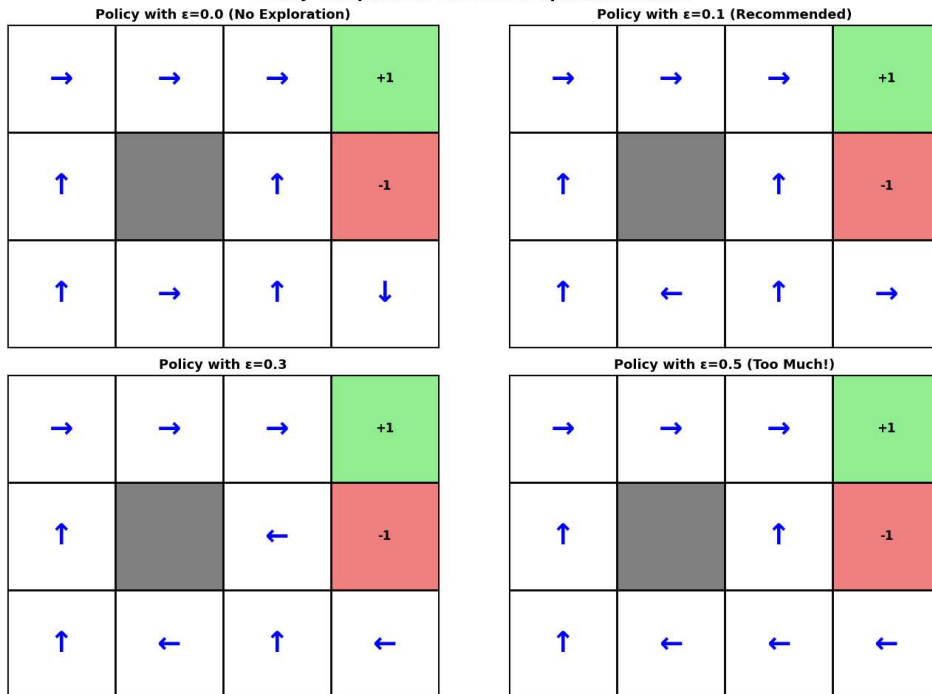 Policy with ε=0.0 (No Exploration)
Policy with ε=0.1 (Recommended)
→ → → +1
→ → → +1
↑ ↑ -1
↑ ↑ -1
↑ → ↑ ↓
↑ ← ↑ →
Policy with ε=0.3
Policy with ε=0.5 (Too Much!)
→ → → +1
→ → → +1
↑ ← -1
↑ ↑ -1
↑ ← ↑ ←
↑ ← ← ←